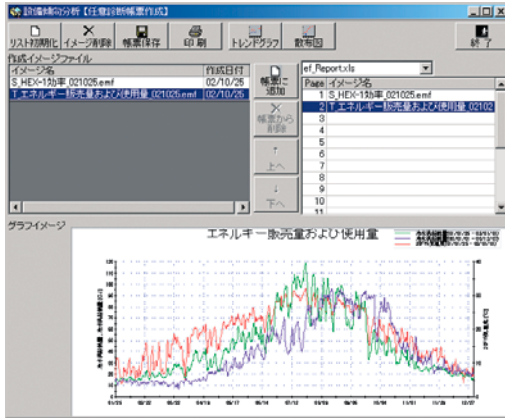 設備傾向分析【任意診断帳票作成】
リスト初期化 イメージ削除 帳票保存 印刷 トレンドグラフ 散布図 終了
作成イメージファイル
イメージ名 作成日付
S_HEX-1効率_021025.emf 02/10/25
T_エネルギー販売量および使用量_021025.emf 02/10/25
帳票に追加
帳票から削除
↑
上へ
↓
下へ
ef_Report.xls
Page イメージ名
1 S_HEX-1効率_021025.emf
2 T_エネルギー販売量および使用量_02102
3
4
5
6
7
8
9
10
11
グラフイメージ
エネルギー販売量および使用量